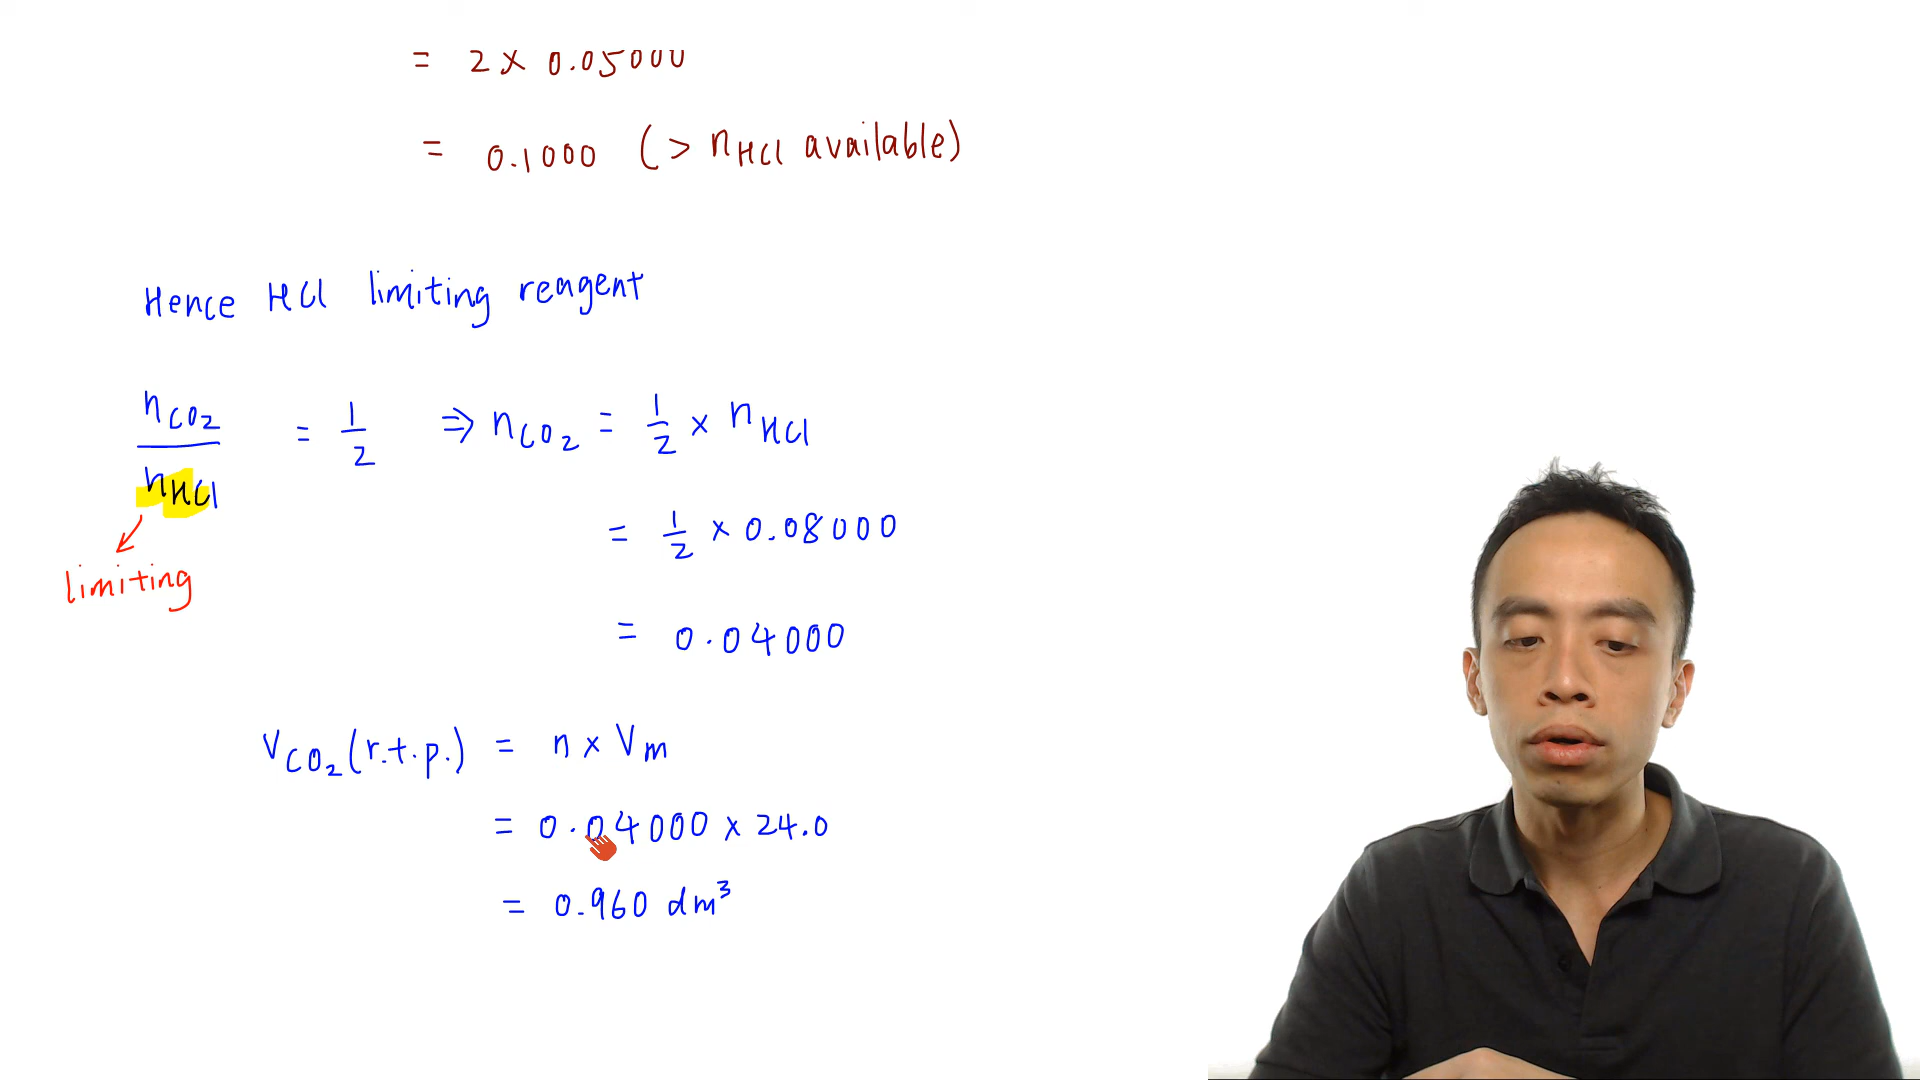 = 2 × 0.05000
= 0.1000 (> nHCl available)
Hence HCl limiting reagent
nCO₂ / nHCl = 1/2 ⇒ nCO₂ = 1/2 × nHCl
= 1/2 × 0.08000
limiting
= 0.04000
VCO₂ (r.t.p.) = n × Vm
= 0.04000 × 24.0
= 0.960 dm³